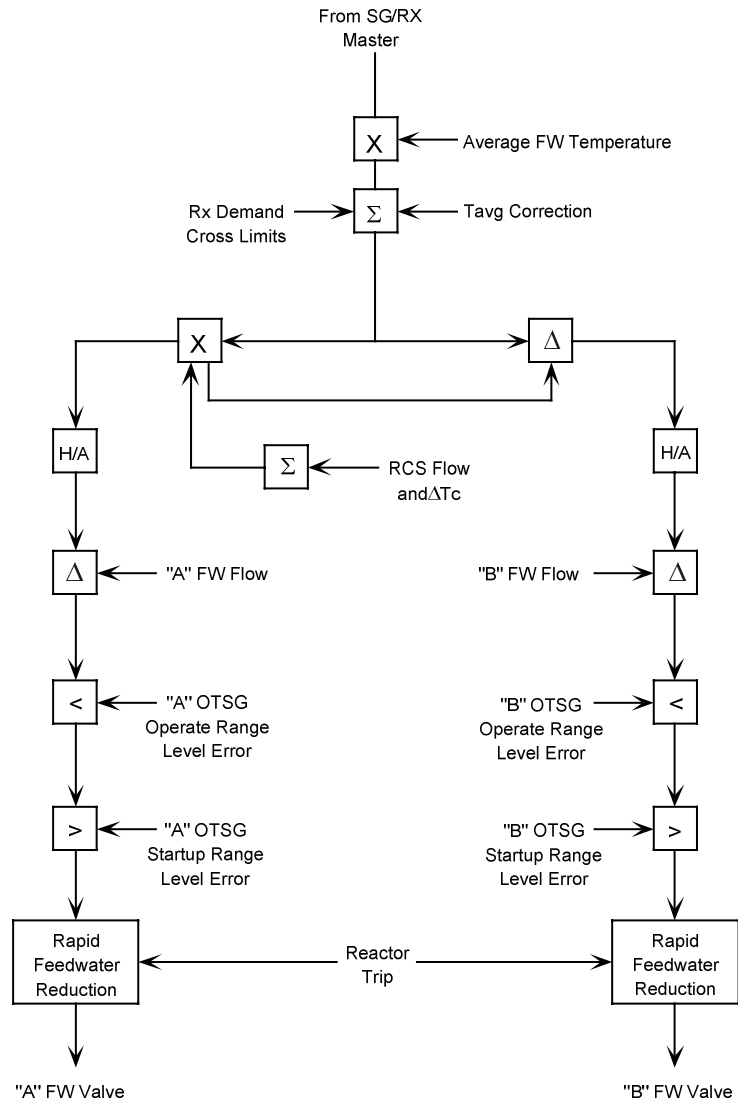 From SG/RX
Master
X
Average FW Temperature
Rx Demand
Cross Limits
Σ
Tavg Correction
X
Δ
H/A
H/A
Σ
RCS Flow
andΔTc
Δ
"A" FW Flow
"B" FW Flow
Δ
<
"A" OTSG
Operate Range
Level Error
"B" OTSG
Operate Range
Level Error
<
>
"A" OTSG
Startup Range
Level Error
"B" OTSG
Startup Range
Level Error
>
Rapid
Feedwater
Reduction
Reactor
Trip
Rapid
Feedwater
Reduction
"A" FW Valve
"B" FW Valve